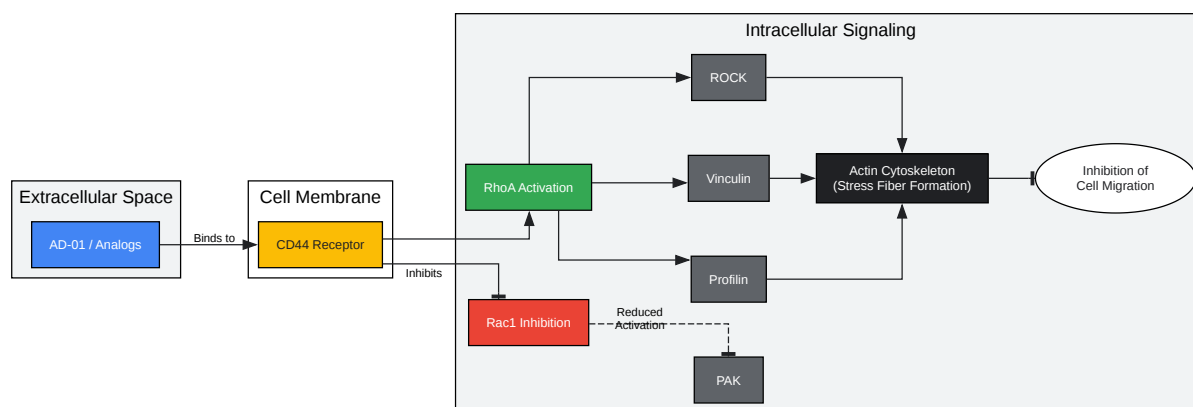 Intracellular Signaling
ROCK
Extracellular Space
AD-01 / Analogs
Binds to
Cell Membrane
CD44 Receptor
Inhibits
RhoA Activation
Vinculin
Actin Cytoskeleton
(Stress Fiber Formation)
Inhibition of
Cell Migration
Profilin
Rac1 Inhibition
Reduced
Activation
PAK